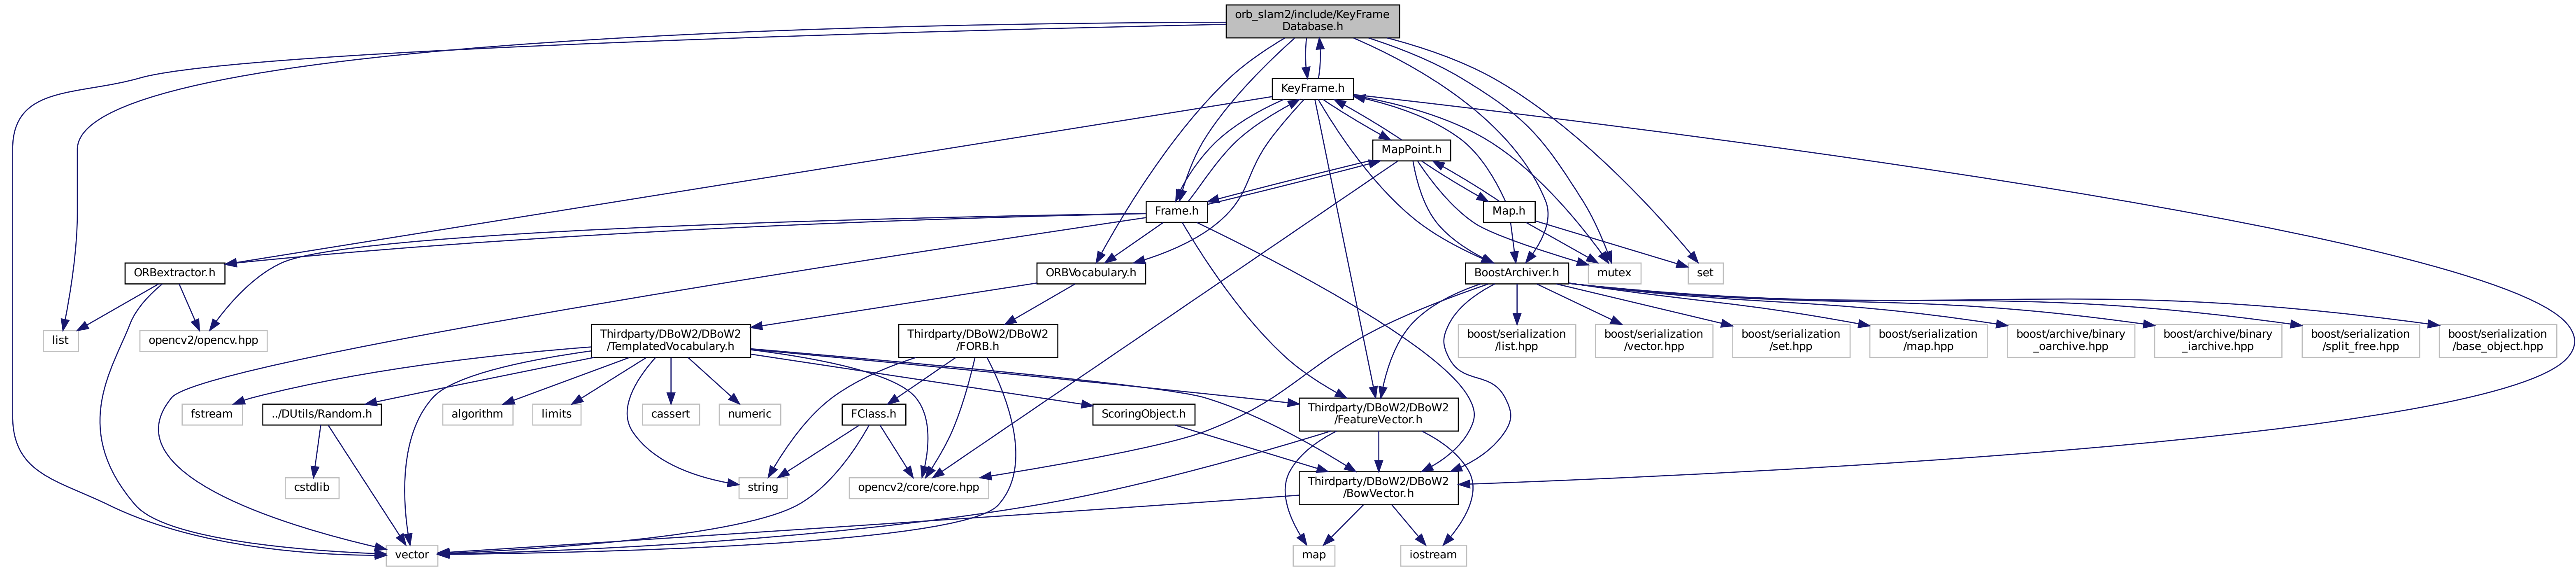 orb_slam2/include/KeyFrame
Database.h
KeyFrame.h
MapPoint.h
Frame.h
Map.h
ORBextractor.h
ORBVocabulary.h
BoostArchiver.h
mutex
set
list
opencv2/opencv.hpp
Thirdparty/DBoW2/DBoW2
/TemplatedVocabulary.h
Thirdparty/DBoW2/DBoW2
/FORB.h
boost/serialization
/list.hpp
boost/serialization
/vector.hpp
boost/serialization
/set.hpp
boost/serialization
/map.hpp
boost/archive/binary
_oarchive.hpp
boost/archive/binary
_iarchive.hpp
boost/serialization
/split_free.hpp
boost/serialization
/base_object.hpp
fstream
../DUtils/Random.h
algorithm
limits
cassert
numeric
FClass.h
ScoringObject.h
Thirdparty/DBoW2/DBoW2
/FeatureVector.h
cstdlib
string
opencv2/core/core.hpp
Thirdparty/DBoW2/DBoW2
/BowVector.h
vector
map
iostream